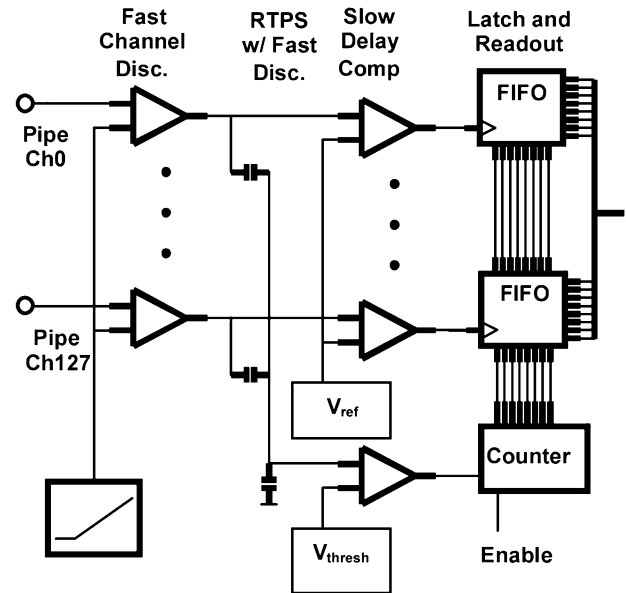 Fast
Channel
Disc.
RTPS
w/ Fast
Disc.
Slow
Delay
Comp
Latch and
Readout
FIFO
Pipe
Ch0
FIFO
Pipe
Ch127
Vref
Counter
Vthresh
Enable